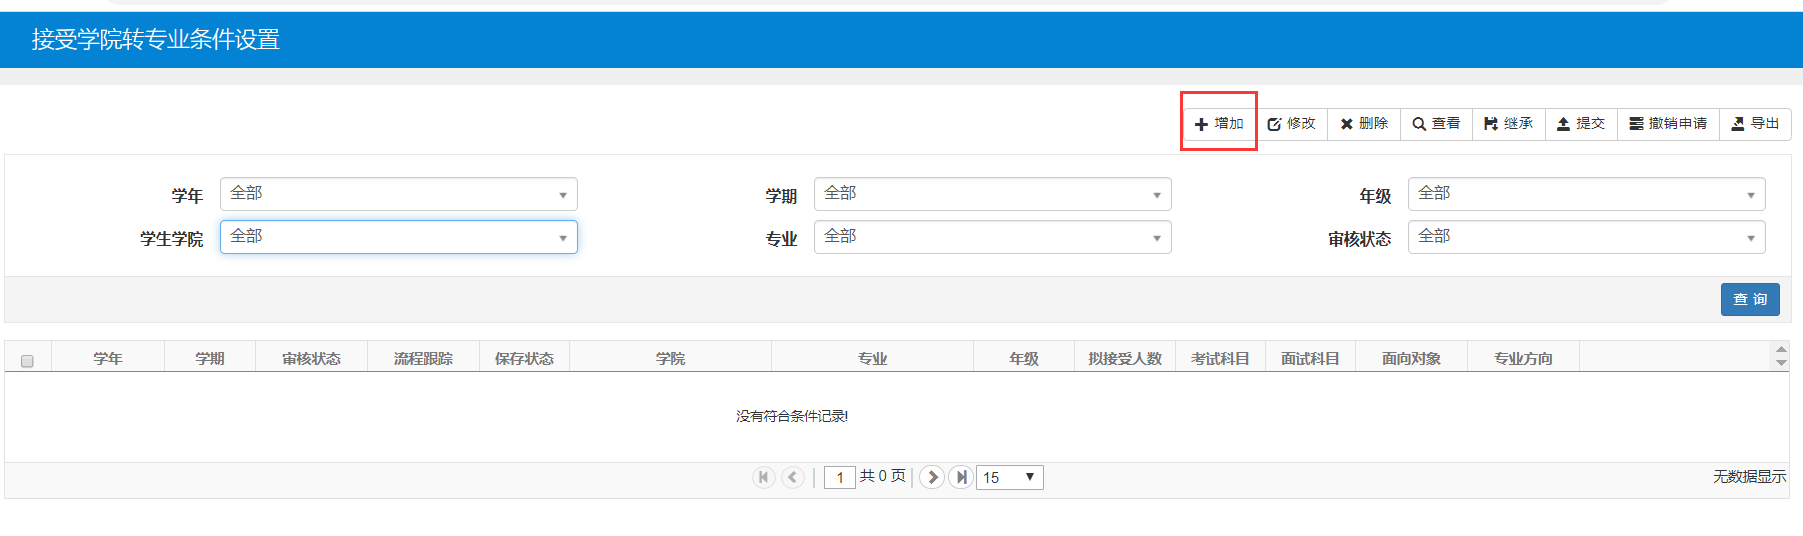 接受学院转专业条件设置
增加 修改 删除 查看 继承 提交 撤销申请 导出
学年 全部 学期 全部 年级 全部
学生学院 全部 专业 全部 审核状态 全部
查 询
学年 学期 审核状态 流程跟踪 保存状态 学院 专业 年级 拟接受人数 考试科目 面试科目 面向对象 专业方向
没有符合条件记录!
1 共 0 页 15 无数据显示